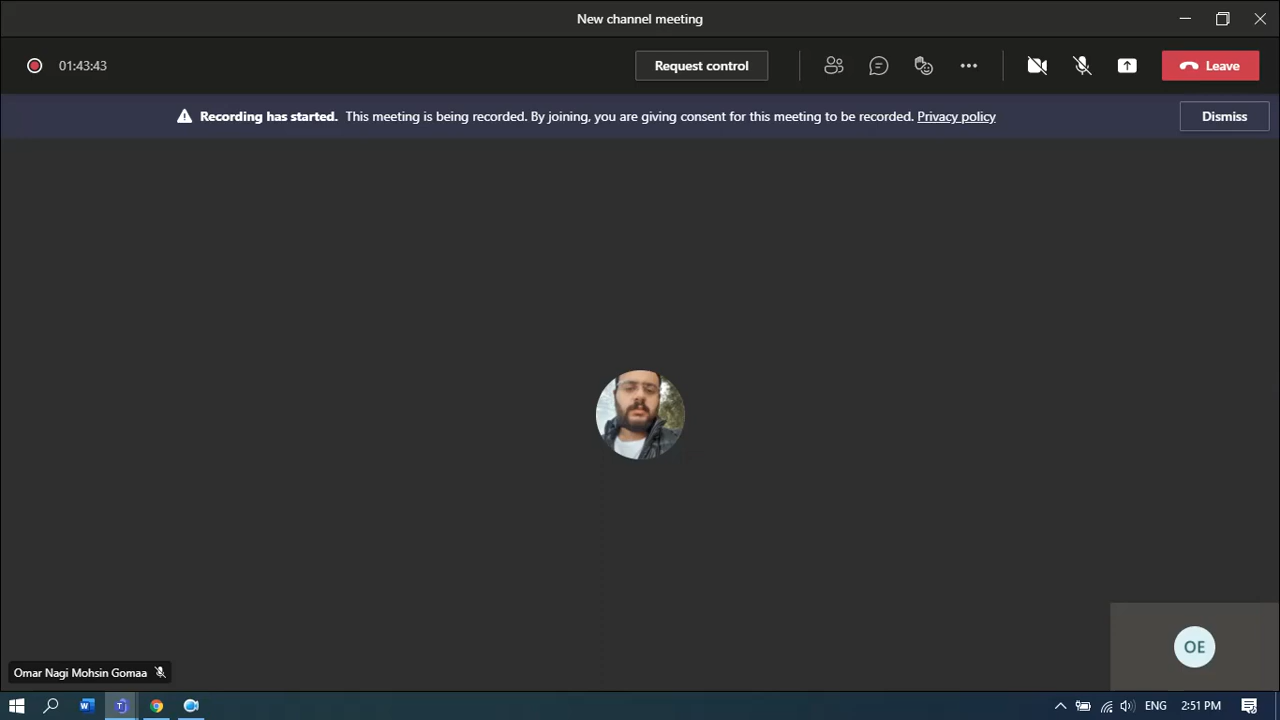 New channel meeting
01:43:43
Request control
Leave
Recording has started. This meeting is being recorded. By joining, you are giving consent for this meeting to be recorded. Privacy policy
Dismiss
OE
Omar Nagi Mohsin Gomaa
ENG
2:51 PM